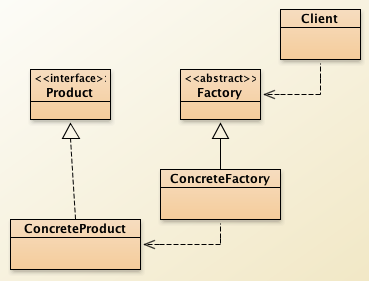 Client
<<interface>>
Product
<<abstract>>
Factory
ConcreteFactory
ConcreteProduct